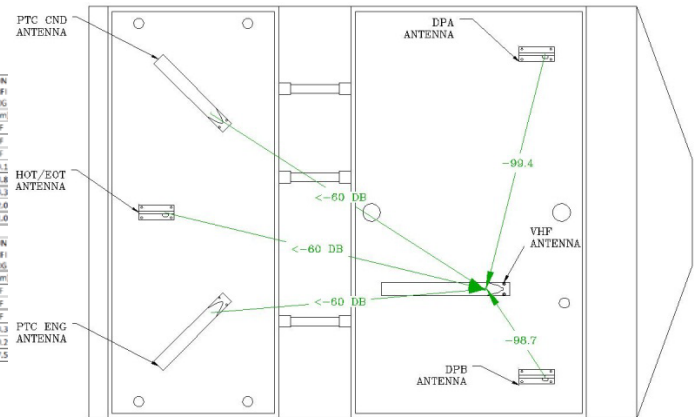 PTC CND
ANTENNA
DPA
ANTENNA
-99.4
HOT/EOT
ANTENNA
<-60 DB
<-60 DB
VHF
ANTENNA
<-60 DB
PTC ENG
ANTENNA
-98.7
DPB
ANTENNA